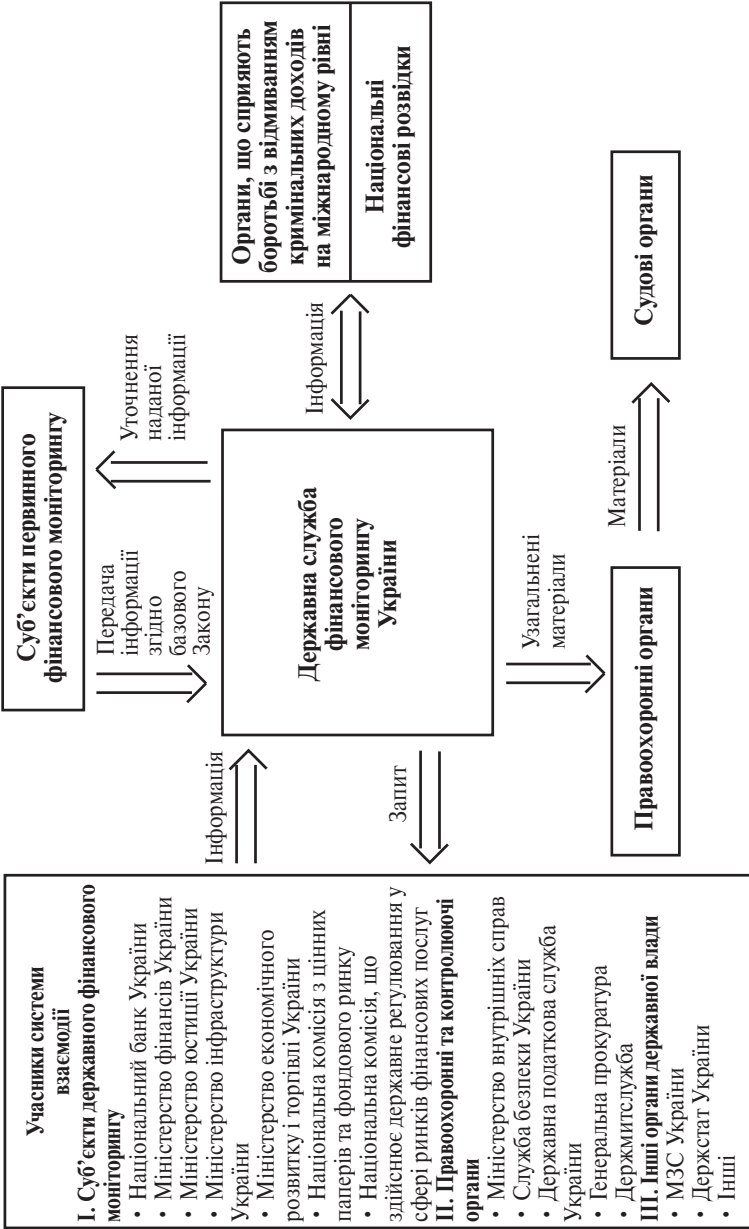 Учасники системи
взаємодії
І. Суб’єкти державного фінансового
моніторингу
• Національний банк України
• Міністерство фінансів України
• Міністерство юстиції України
• Міністерство інфраструктури
України
• Міністерство економічного
розвитку і торгівлі України
• Національна комісія з цінних
паперів та фондового ринку
• Національна комісія, що
здійснює державне регулювання у
сфері ринків фінансових послуг
ІІ. Правоохоронні та контролюючі
органи
• Міністерство внутрішніх справ
• Служба безпеки України
• Державна податкова служба
України
• Генеральна прокуратура
• Держмитслужба
ІІІ. Інші органи державної влади
• МЗС України
• Держстат України
• Інші
Інформація
Запит
Суб’єкти первинного
фінансового моніторингу
Передача
інформації
згідно
базового
Закону
Уточнення
наданої
інформації
Державна служба
фінансового
моніторингу
України
Інформація
Органи, що сприяють
боротьбі з відмиванням
кримінальних доходів
на міжнародному рівні
Національні
фінансові розвідки
Узагальнені
матеріали
Правоохоронні органи
Матеріали
Судові органи